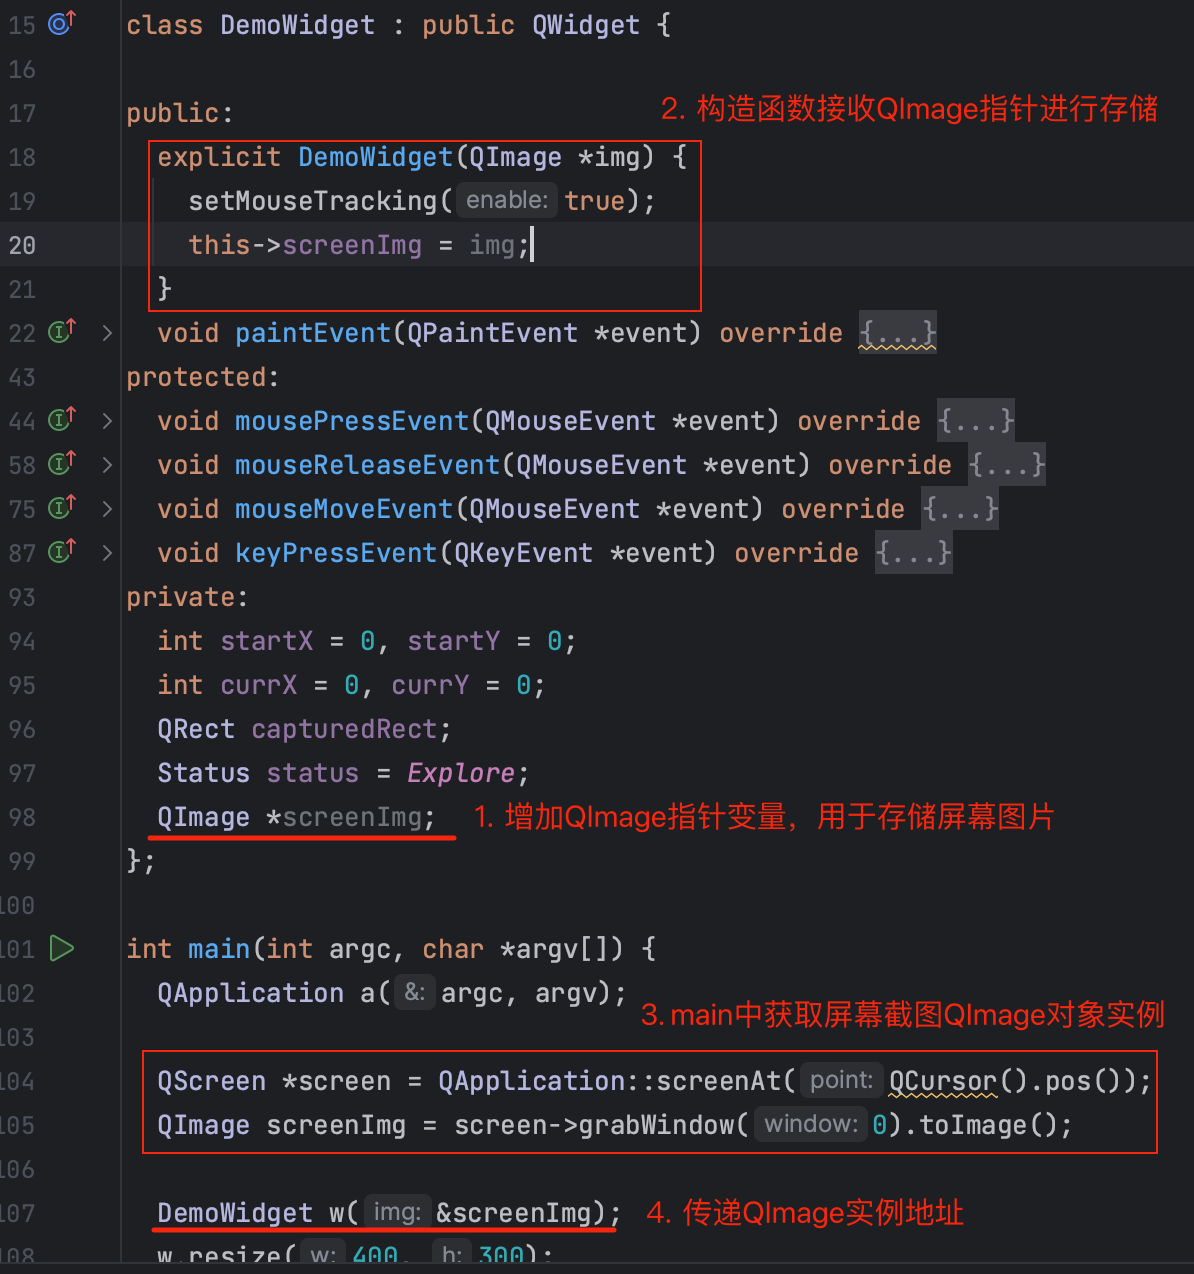 15 class DemoWidget : public QWidget {
16
17 public:
2. 构造函数接收QImage指针进行存储
18 explicit DemoWidget(QImage *img) {
19 setMouseTracking( enable: true);
20 this->screenImg = img;
21 }
22 void paintEvent(QPaintEvent *event) override {...}
43 protected:
44 void mousePressEvent(QMouseEvent *event) override {...}
58 void mouseReleaseEvent(QMouseEvent *event) override {...}
75 void mouseMoveEvent(QMouseEvent *event) override {...}
87 void keyPressEvent(QKeyEvent *event) override {...}
93 private:
94 int startX = 0, startY = 0;
95 int currX = 0, currY = 0;
96 QRect capturedRect;
97 Status status = Explore;
98 QImage *screenImg; 1. 增加QImage指针变量，用于存储屏幕图片
99 };
100
101 int main(int argc, char *argv[]) {
102 QApplication a( &: argc, argv);
3. main中获取屏幕截图QImage对象实例
103
104 QScreen *screen = QApplication::screenAt( point: QCursor().pos());
105 QImage screenImg = screen->grabWindow( window: 0).toImage();
106
107 DemoWidget w( img: &screenImg); 4. 传递QImage实例地址
108 w.resize( w: 400, h: 300);